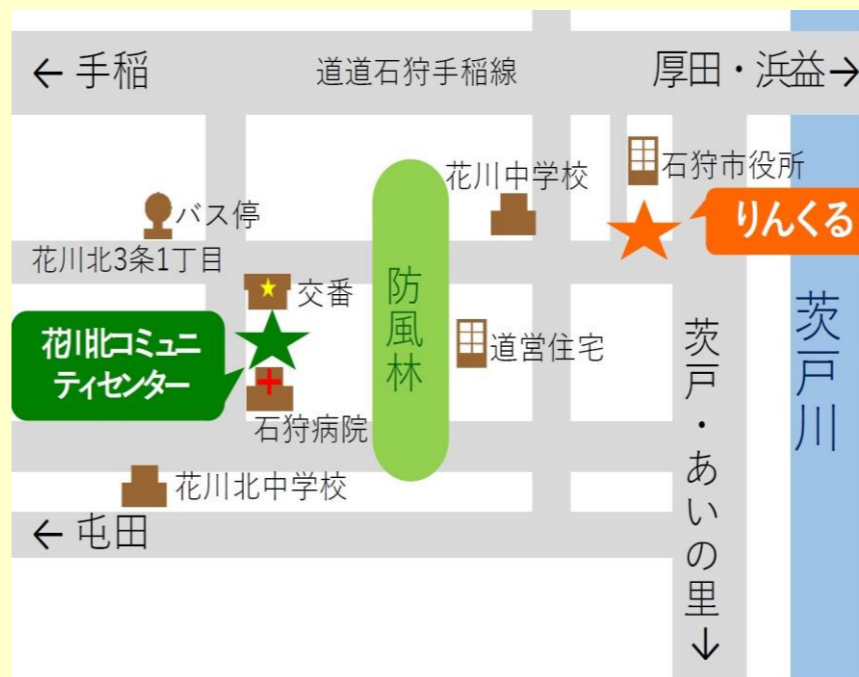 ← 手稲
道道石狩手稲線
厚田・浜益→
石狩市役所
花川中学校
りんくる
バス停
花川北3条1丁目
交番
防風林
花川北コミュニ
ティセンター
道営住宅
茨戸・あいの里→
茨戸川
石狩病院
花川北中学校
← 屯田